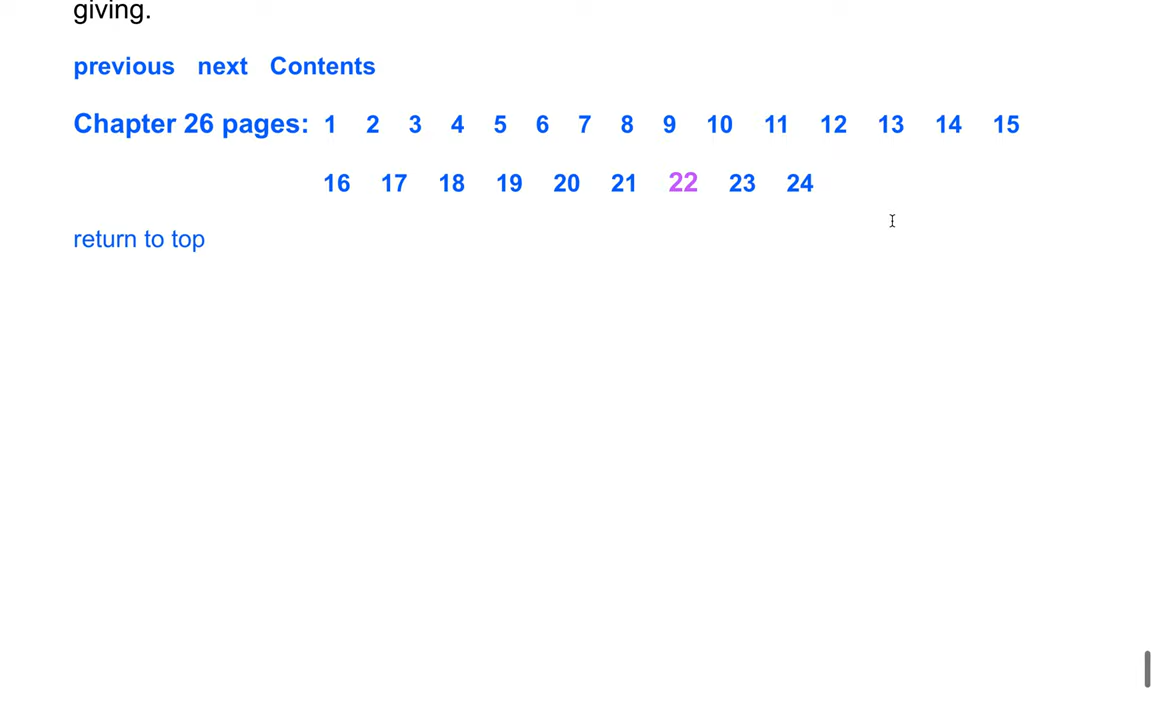 giving.
previous next Contents
Chapter 26 pages: 1 2 3 4 5 6 7 8 9 10 11 12 13 14 15
16 17 18 19 20 21 22 23 24
return to top